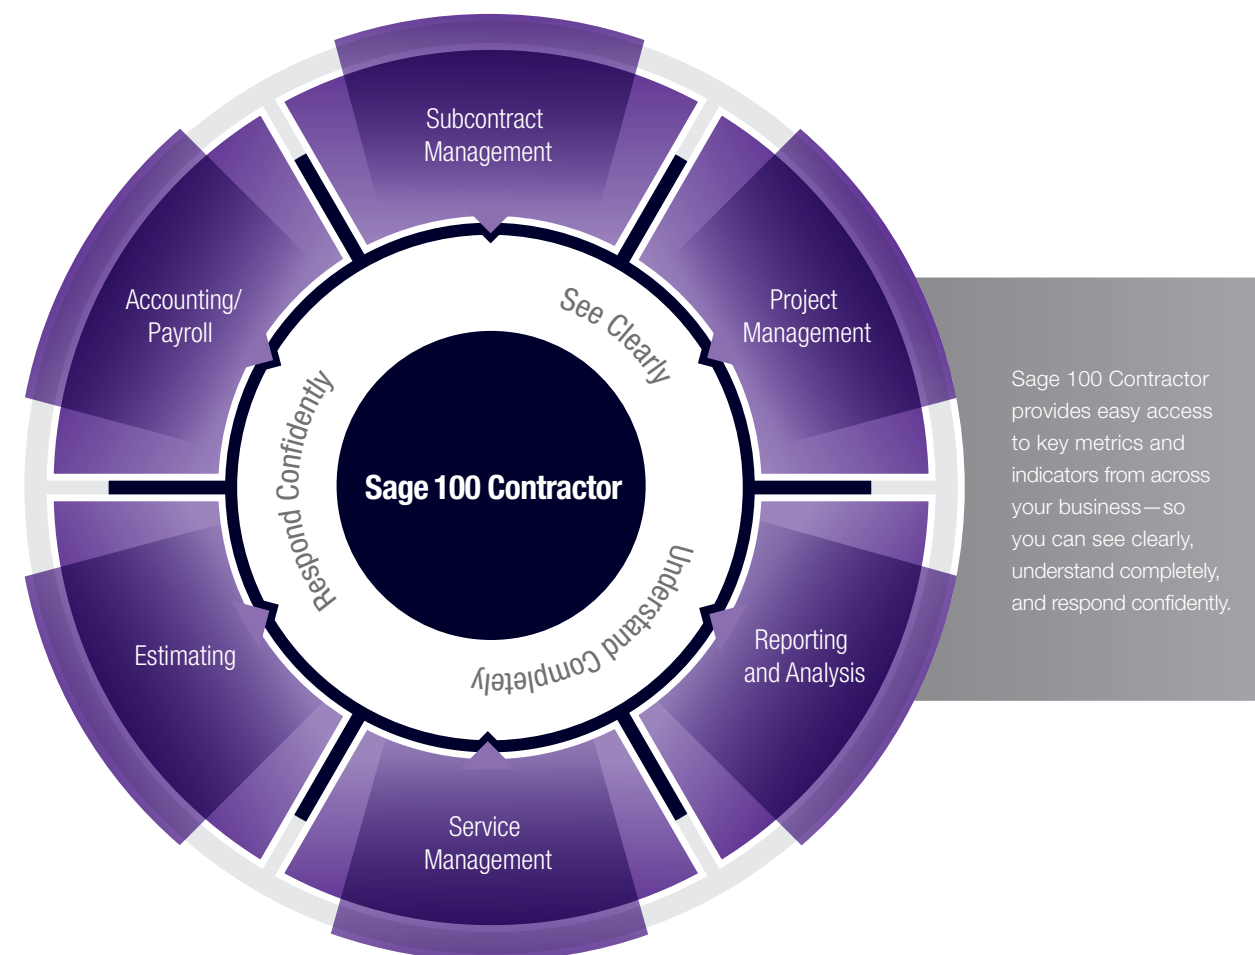 Subcontract
Management
Accounting/
Payroll
Project
Management
See Clearly
Respond Confidently
Sage 100 Contractor
Understand Completely
Estimating
Reporting
and Analysis
Service
Management
Sage 100 Contractor
provides easy access
to key metrics and
indicators from across
your business—so
you can see clearly,
understand completely,
and respond confidently.